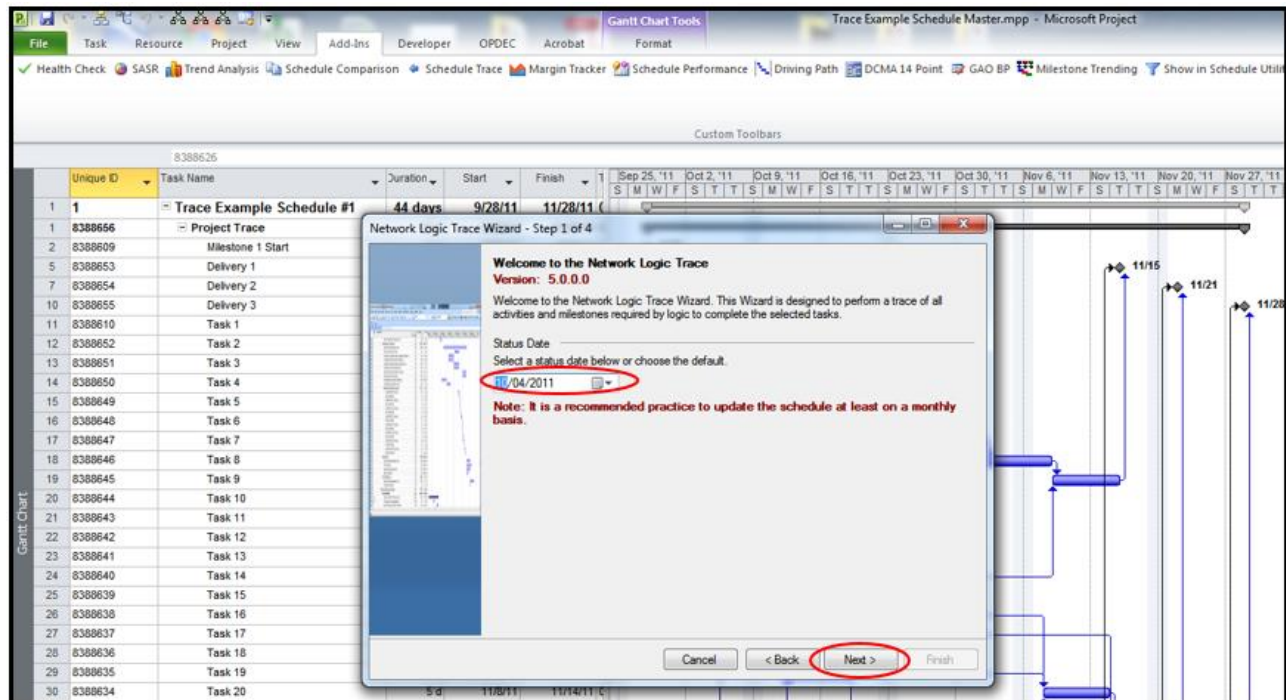 Gantt Chart Tools
Trace Example Schedule Master.mpp - Microsoft Project
File Task Resource Project View Add-Ins Developer OPDEC Acrobat Format
Health Check SASR Trend Analysis Schedule Comparison Schedule Trace Margin Tracker Schedule Performance Driving Path DCMA 14 Point GAO BP Milestone Trending Show in Schedule Utilit
Custom Toolbars
8388626
Unique ID Task Name Duration Start Finish T Sep 25, '11 Oct 2, '11 Oct 9, '11 Oct 16, '11 Oct 23, '11 Oct 30, '11 Nov 6, '11 Nov 13, '11 Nov 20, '11 Nov 27, '11
S M W F S T T S M W F S T T S M W F S T T S M W F S T T S M W F S T T
1 1 Trace Example Schedule #1 44 days 9/28/11 11/28/11
1 8388656 Project Trace
2 8388609 Milestone 1 Start
5 8388653 Delivery 1 11/15
7 8388654 Delivery 2 11/21
10 8388655 Delivery 3 11/28
11 8388610 Task 1
12 8388652 Task 2
13 8388651 Task 3
14 8388650 Task 4
15 8388649 Task 5
16 8388648 Task 6
17 8388647 Task 7
18 8388646 Task 8
19 8388645 Task 9
20 8388644 Task 10
21 8388643 Task 11
22 8388642 Task 12
23 8388641 Task 13
24 8388640 Task 14
25 8388639 Task 15
26 8388638 Task 16
27 8388637 Task 17
28 8388636 Task 18
29 8388635 Task 19
30 8388634 Task 20 5 d 11/8/11 11/14/11
Gantt Chart
Network Logic Trace Wizard - Step 1 of 4
Welcome to the Network Logic Trace
Version: 5.0.0.0
Welcome to the Network Logic Trace Wizard. This Wizard is designed to perform a trace of all
activities and milestones required by logic to complete the selected tasks.
Status Date
Select a status date below or choose the default.
10/04/2011
Note: It is a recommended practice to update the schedule at least on a monthly
basis.
Cancel < Back Next > Finish